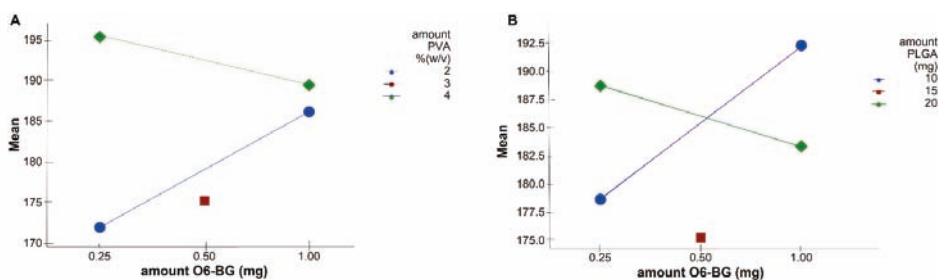 A
amount
PVA
%(w/v)
2
3
4
195
190
185
180
175
170
Mean
0.25
0.50
1.00
amount O6-BG (mg)
B
amount
PLGA
(mg)
10
15
20
192.5
190.0
187.5
185.0
182.5
180.0
177.5
175.0
Mean
0.25
0.50
1.00
amount O6-BG (mg)